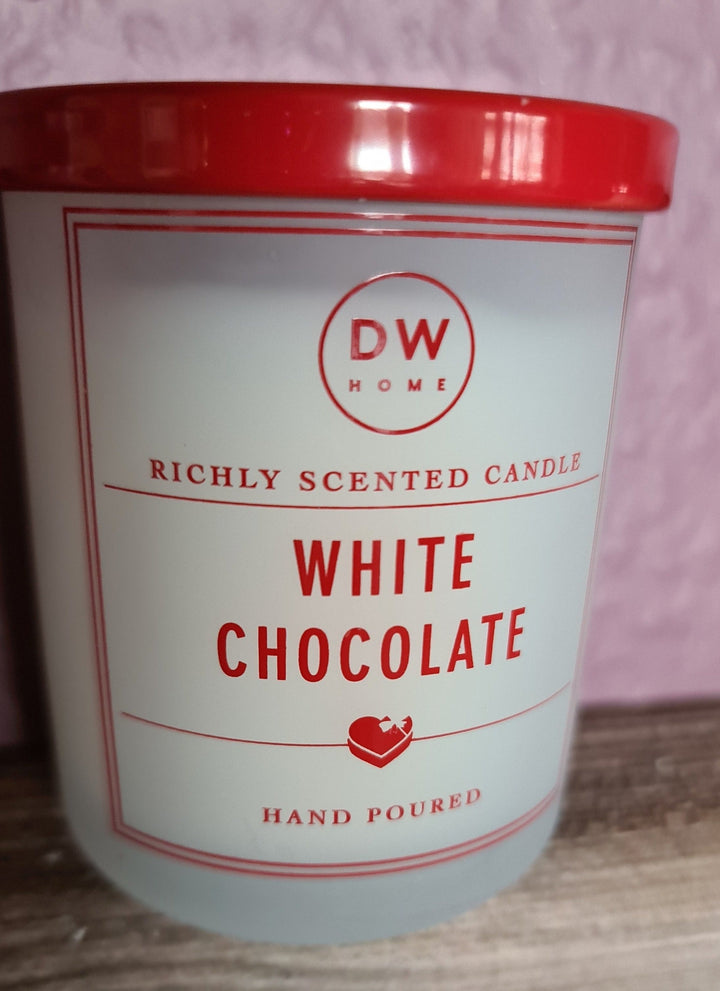 DW
HOME
RICHLY SCENTED CANDLE
WHITE
CHOCOLATE
HAND POURED